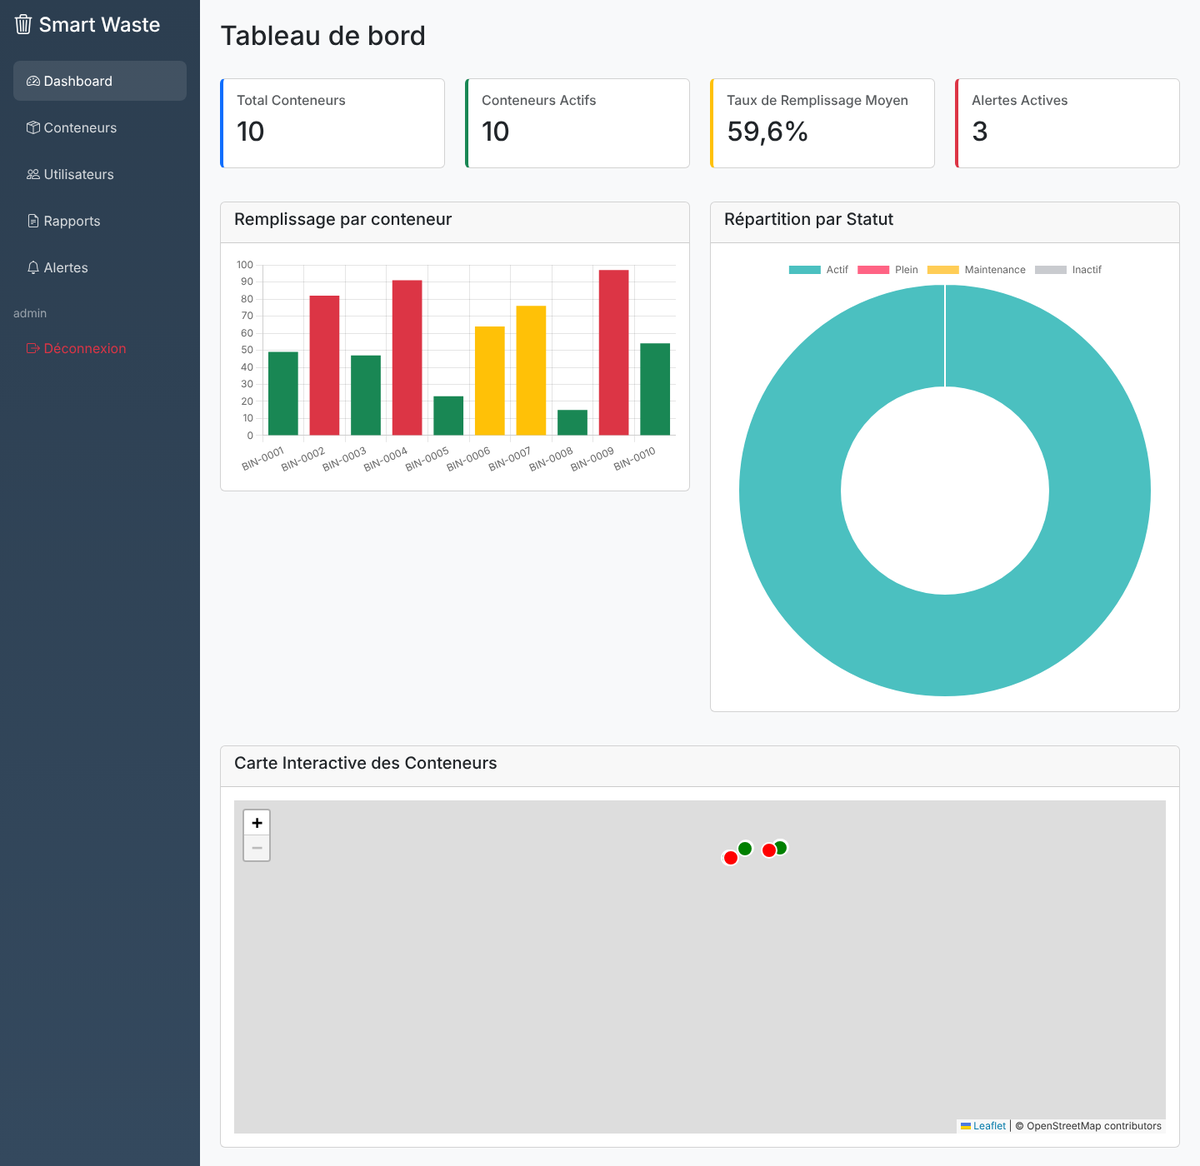 Smart Waste
Dashboard
Conteneurs
Utilisateurs
Rapports
Alertes
admin
Déconnexion
Tableau de bord
Total Conteneurs
10
Conteneurs Actifs
10
Taux de Remplissage Moyen
59,6%
Alertes Actives
3
Remplissage par conteneur
100
90
80
70
60
50
40
30
20
10
0
BIN-0001 BIN-0002 BIN-0003 BIN-0004 BIN-0005 BIN-0006 BIN-0007 BIN-0008 BIN-0009 BIN-0010
Répartition par Statut
Actif Plein Maintenance Inactif
Carte Interactive des Conteneurs
+
−
Leaflet | © OpenStreetMap contributors